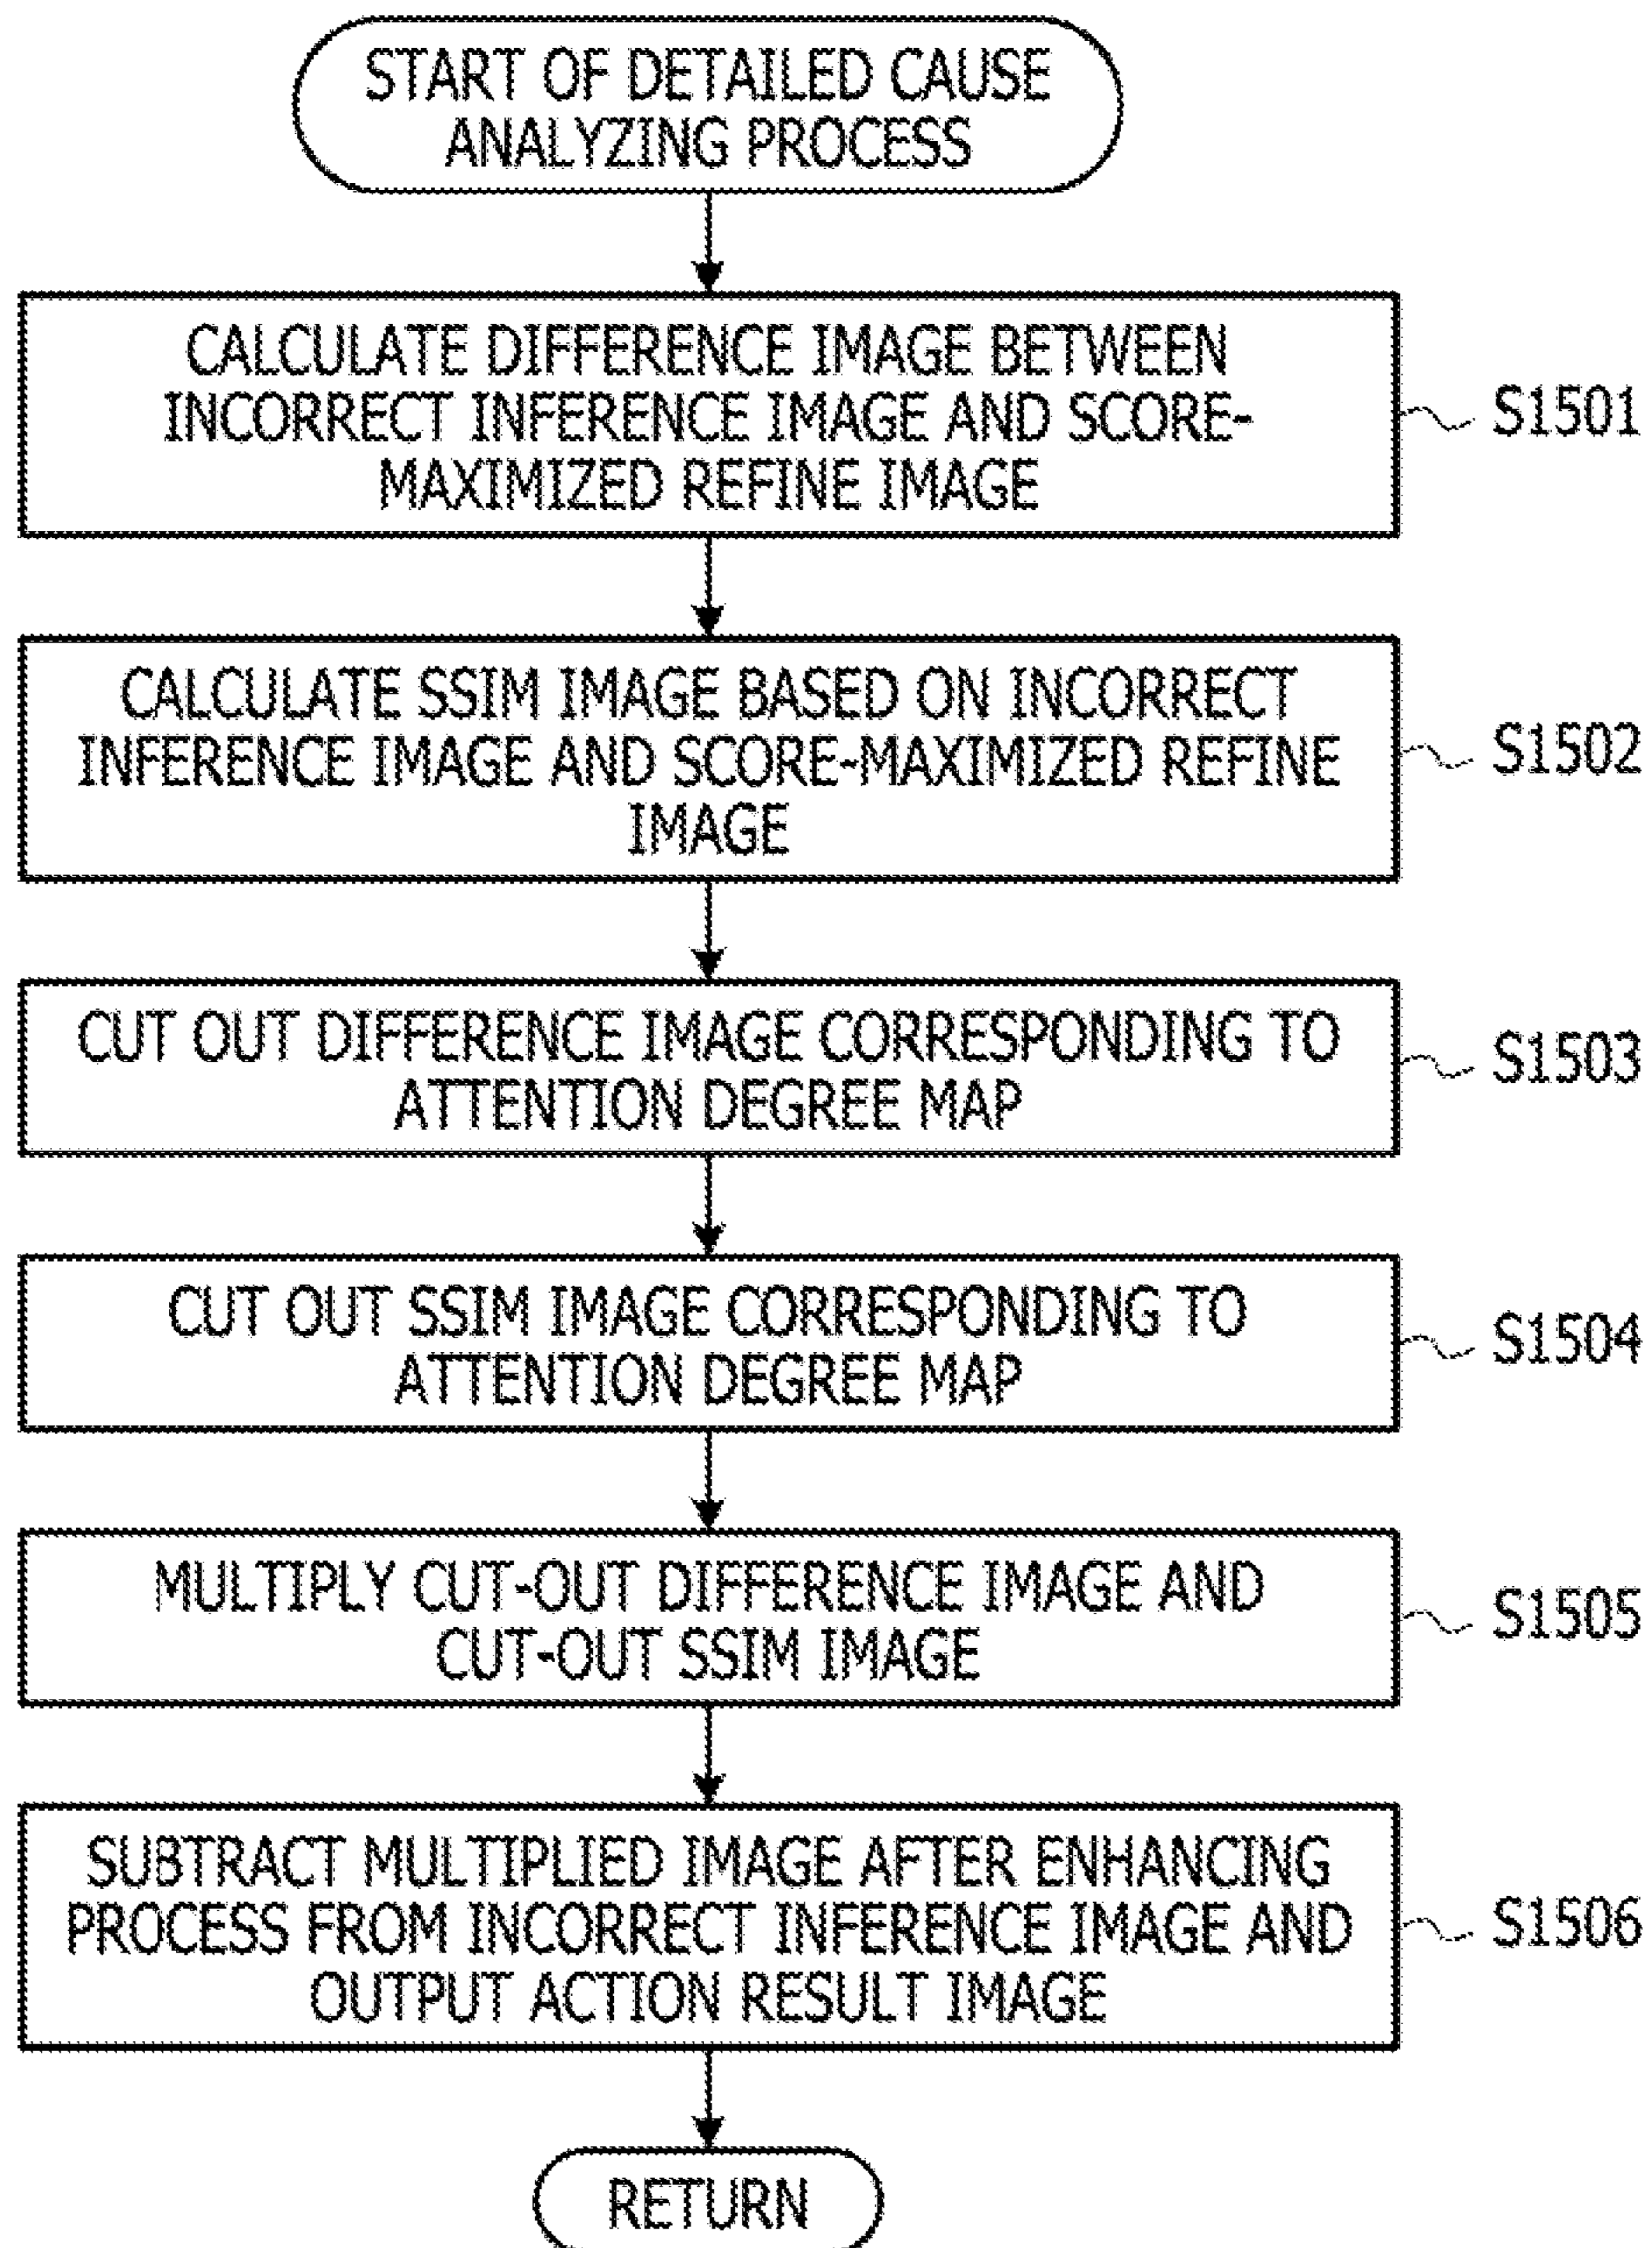 START OF DETAILED CAUSE
ANALYZING PROCESS
CALCULATE DIFFERENCE IMAGE BETWEEN
INCORRECT INFERENCE IMAGE AND SCORE-
MAXIMIZED REFINE IMAGE
S1501
CALCULATE SSIM IMAGE BASED ON INCORRECT
INFERENCE IMAGE AND SCORE-MAXIMIZED REFINE
IMAGE
S1502
CUT OUT DIFFERENCE IMAGE CORRESPONDING TO
ATTENTION DEGREE MAP
S1503
CUT OUT SSIM IMAGE CORRESPONDING TO
ATTENTION DEGREE MAP
S1504
MULTIPLY CUT-OUT DIFFERENCE IMAGE AND
CUT-OUT SSIM IMAGE
S1505
SUBTRACT MULTIPLIED IMAGE AFTER ENHANCING
PROCESS FROM INCORRECT INFERENCE IMAGE AND
OUTPUT ACTION RESULT IMAGE
S1506
RETURN